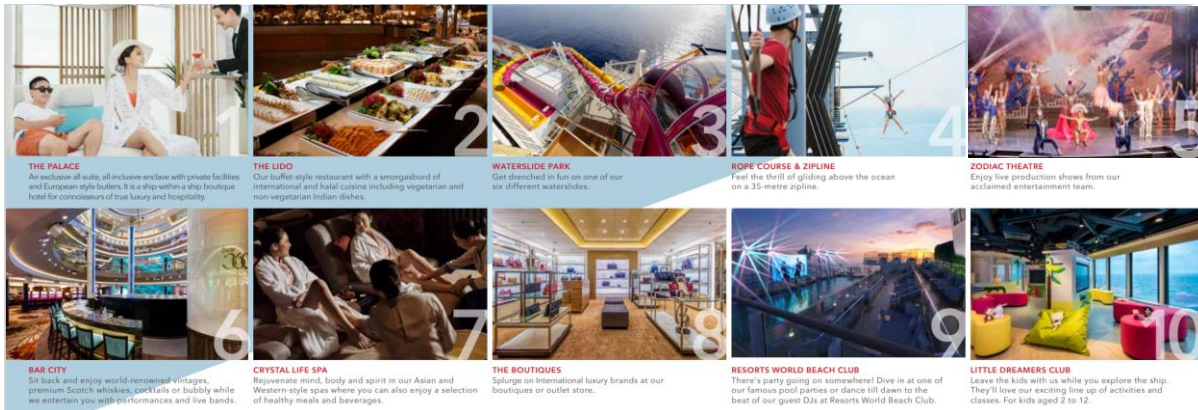 1
THE PALACE
An exclusive all-suite, all-inclusive enclave with private facilities
and European-style butlers. It is a ship-within-a ship boutique
hotel for connoisseurs of true luxury and hospitality.
2
THE LIDO
Our buffet-style restaurant with a smorgasbord of
international and halal cuisine including vegetarian and
non-vegetarian Indian dishes.
3
WATERSLIDE PARK
Get drenched in fun on one of our
six different waterslides.
4
ROPE COURSE & ZIPLINE
Feel the thrill of gliding above the ocean
on a 35-metre zipline.
5
ZODIAC THEATRE
Enjoy live production shows from our
acclaimed entertainment team.
6
BAR CITY
Sit back and enjoy world-renowned vintages,
premium Scotch whiskies, cocktails or bubbly while
we entertain you with performances and live bands.
7
CRYSTAL LIFE SPA
Rejuvenate mind, body and spirit in our Asian and
Western-style spas where you can also enjoy a selection
of healthy meals and beverages.
8
THE BOUTIQUES
Splurge on International luxury brands at our
boutiques or outlet store.
9
RESORTS WORLD BEACH CLUB
There's party going on somewhere! Dive in at one of
our famous pool parties or dance till dawn to the
beat of our guest DJs at Resorts World Beach Club.
10
LITTLE DREAMERS CLUB
Leave the kids with us while you explore the ship.
They'll love our exciting line up of activities and
classes. For kids aged 2 to 12.